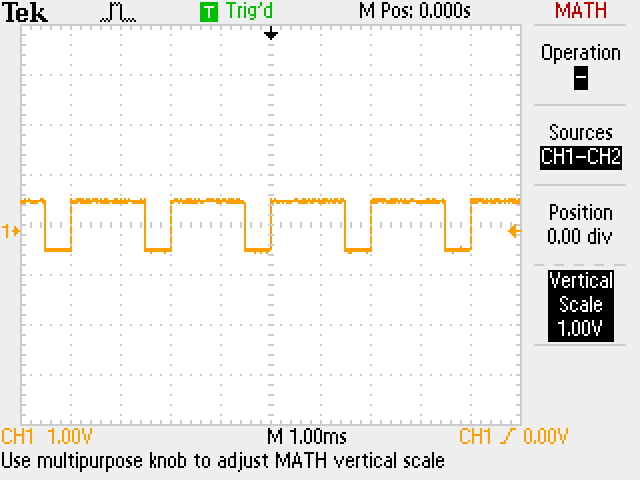 Tek
T Trig'd
M Pos: 0.000s
MATH
Operation
−
Sources
CH1−CH2
Position
0.00 div
Vertical
Scale
1.00V
1
CH1 1.00V
M 1.00ms
CH1 0.00V
Use multipurpose knob to adjust MATH vertical scale